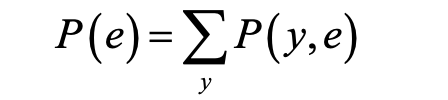 P(e) = ∑P(y, e)
y